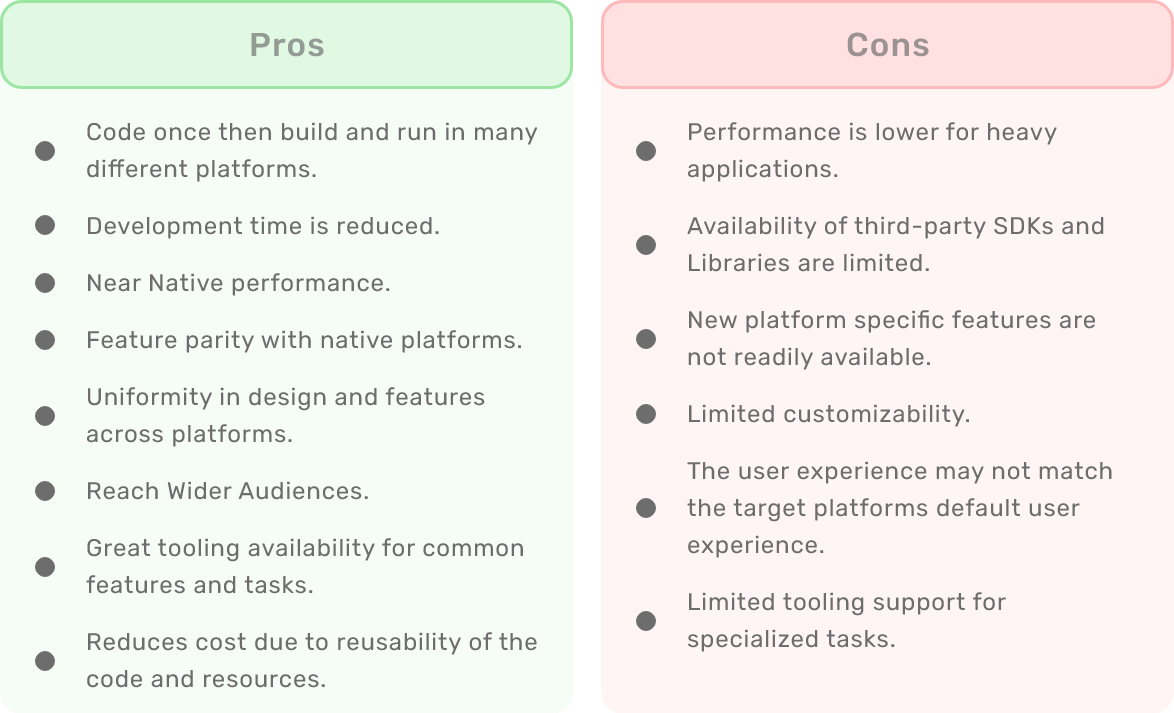 Pros
Code once then build and run in many
different platforms.
Development time is reduced.
Near Native performance.
Feature parity with native platforms.
Uniformity in design and features
across platforms.
Reach Wider Audiences.
Great tooling availability for common
features and tasks.
Reduces cost due to reusability of the
code and resources.
Cons
Performance is lower for heavy
applications.
Availability of third-party SDKs and
Libraries are limited.
New platform specific features are
not readily available.
Limited customizability.
The user experience may not match
the target platforms default user
experience.
Limited tooling support for
specialized tasks.